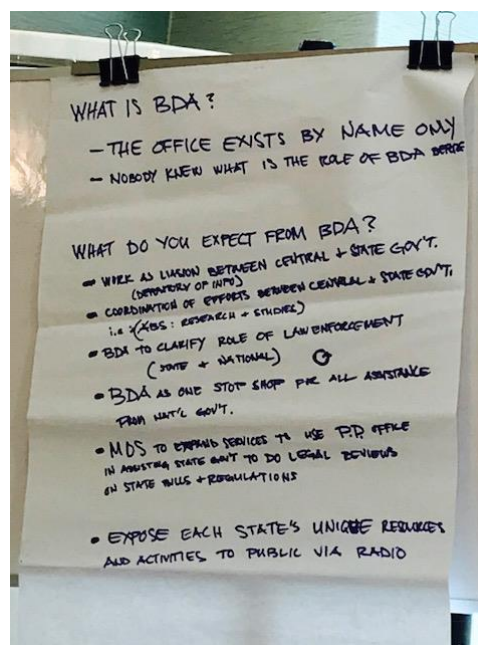 WHAT IS BDA?
- THE OFFICE EXISTS BY NAME ONLY
- NOBODY KNEW WHAT IS THE ROLE OF BDA BEFORE
WHAT DO YOU EXPECT FROM BDA?
- WORK AS LIASION BETWEEN CENTRAL + STATE GOV'T.
(DEPOSITORY OF INFO)
• COORDINATION OF EFFORTS BETWEEN CENTRAL + STATE GOV'T.
i.e : : RESEARCH + STUDIES)
• BDA TO CLARIFY ROLE OF LAW ENFORCEMENT
(STATE + NATIONAL)
• BDA AS ONE STOP SHOP FOR ALL ASSISTANCE
FROM NAT'L GOV'T.
• MOS TO EXPAND SERVICES TO USE P.D. OFFICE
IN ASSISTING STATE GOV'T TO DO LEGAL REVIEWS
ON STATE BILLS + REGULATIONS
• EXPOSE EACH STATE'S UNIQUE RESOURCES
AND ACTIVITIES TO PUBLIC VIA RADIO